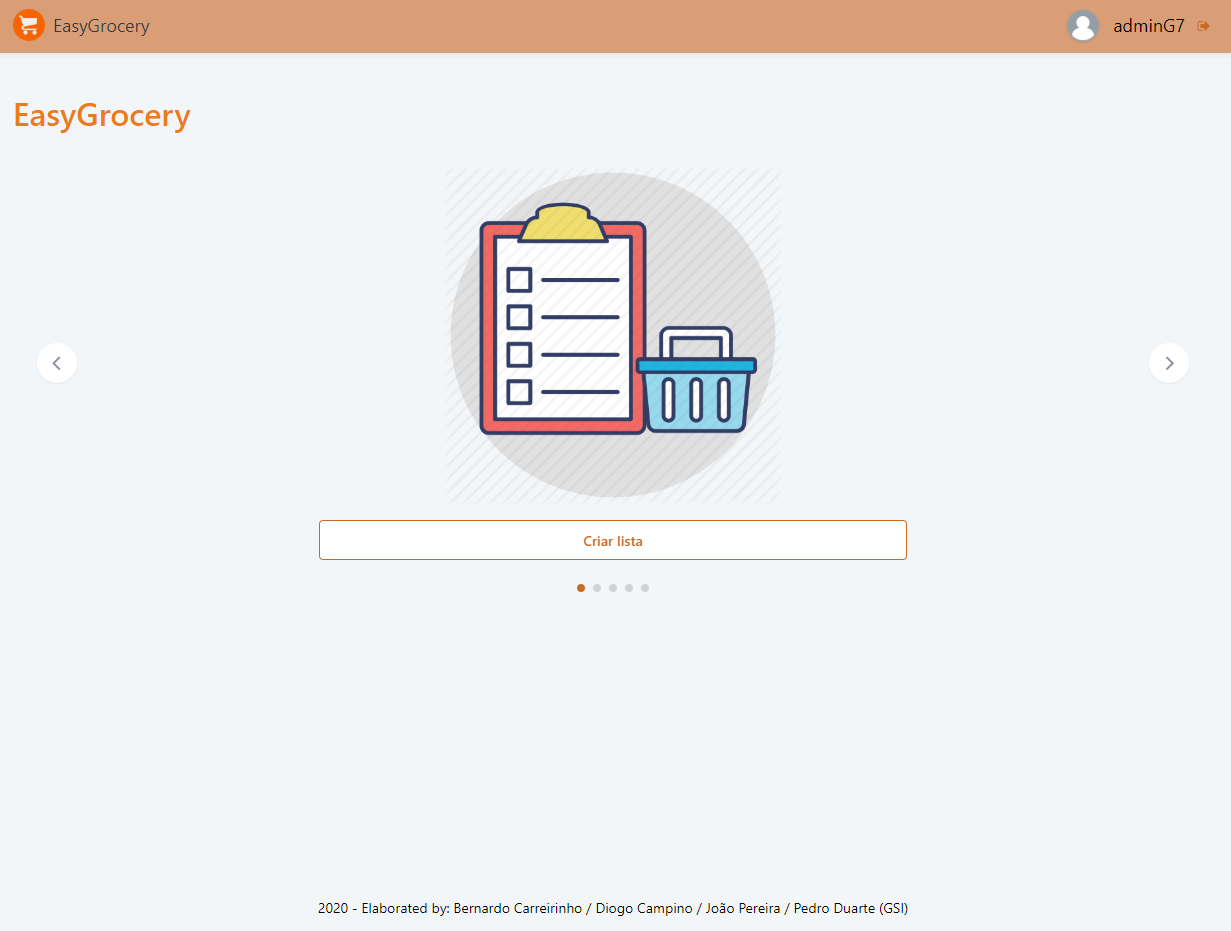 EasyGrocery
adminG7
EasyGrocery
Criar lista
2020 - Elaborated by: Bernardo Carreirinho / Diogo Campino / João Pereira / Pedro Duarte (GSI)